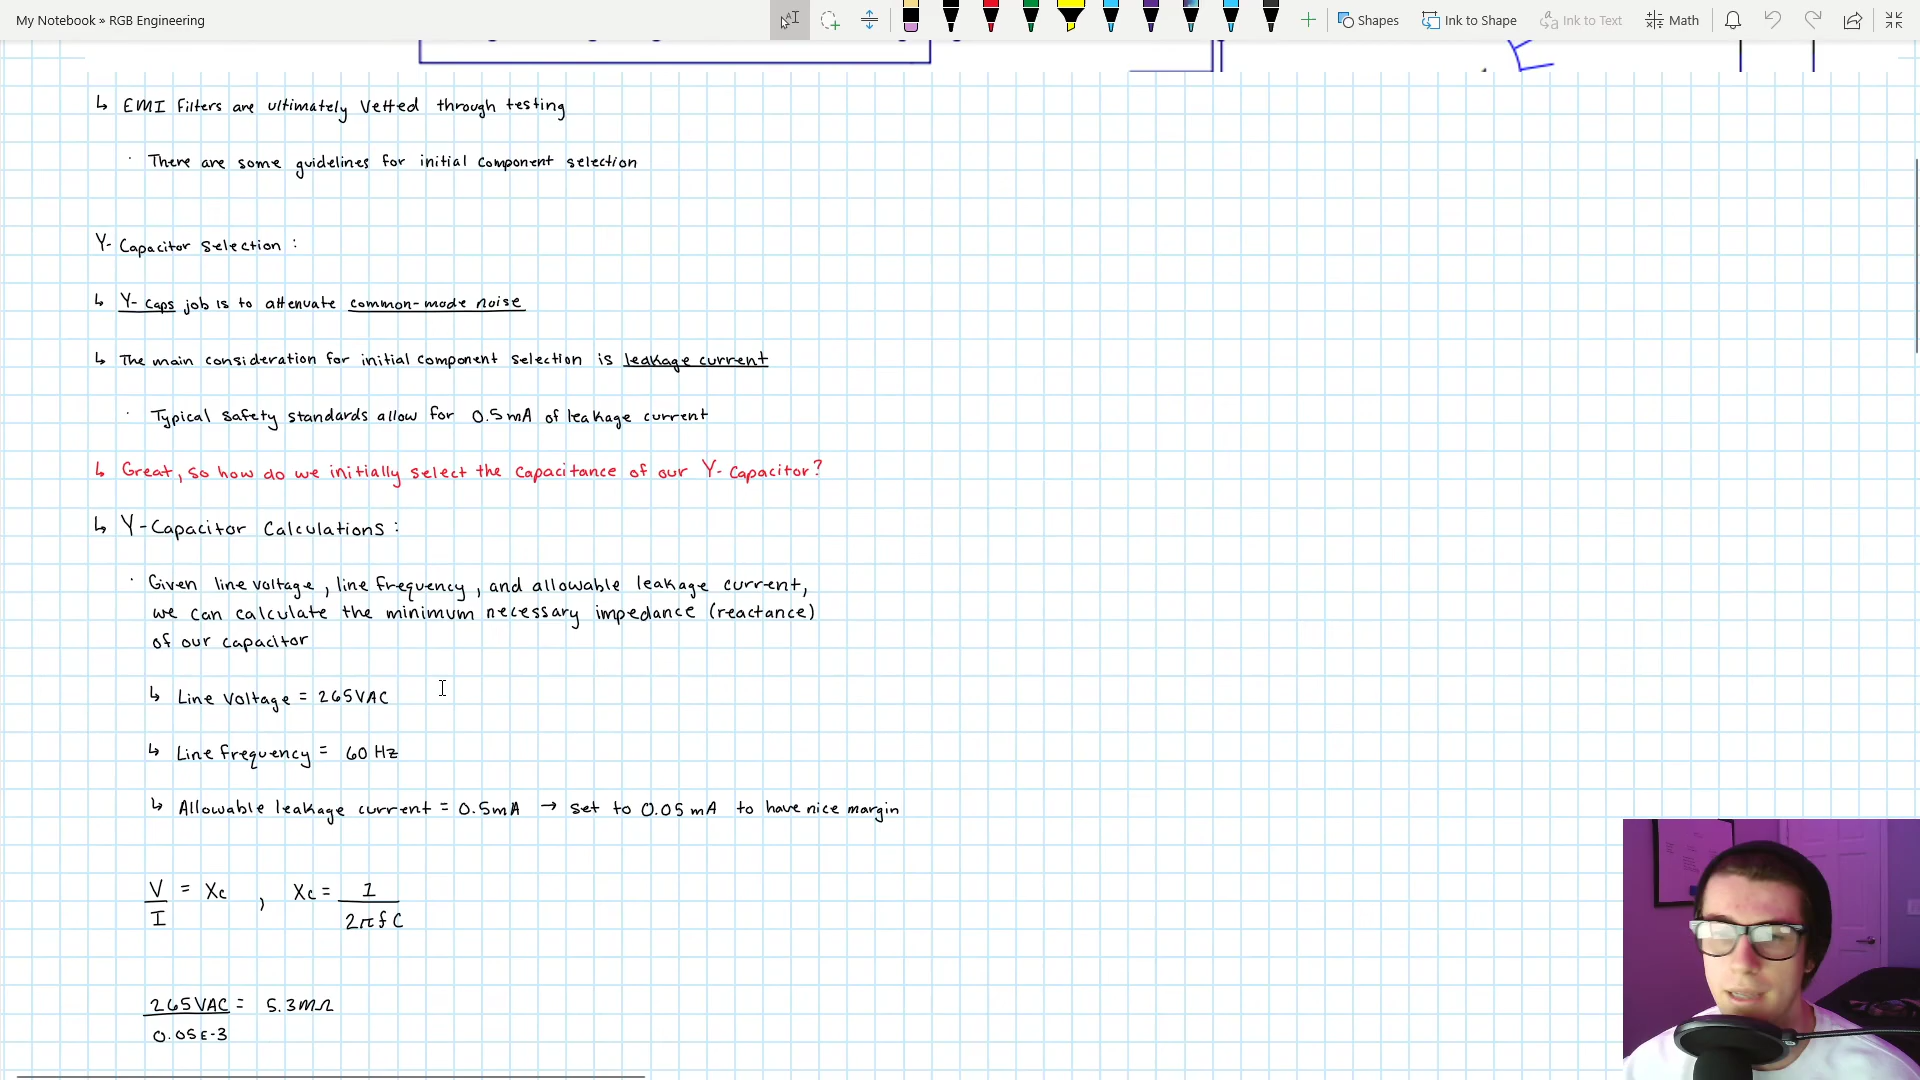 My Notebook » RGB Engineering
Shapes
Ink to Shape
Ink to Text
Math
↳ EMI Filters are ultimately Vetted through testing
· There are some guidelines for initial component selection
Y-Capacitor Selection :
↳ Y-Caps job is to attenuate common-mode noise
↳ The main consideration for initial component selection is leakage current
· Typical safety standards allow for 0.5mA of leakage current
↳ Great, so how do we initially select the capacitance of our Y-Capacitor?
↳ Y-Capacitor Calculations :
· Given line voltage, line frequency, and allowable leakage current,
we can calculate the minimum necessary impedance (reactance)
of our capacitor
↳ Line Voltage = 265VAC
↳ Line frequency = 60 Hz
↳ Allowable leakage current = 0.5mA → set to 0.05 mA to have nice margin
V/I = Xc , Xc = 1/2πfC
265VAC/0.05E-3 = 5.3MΩ